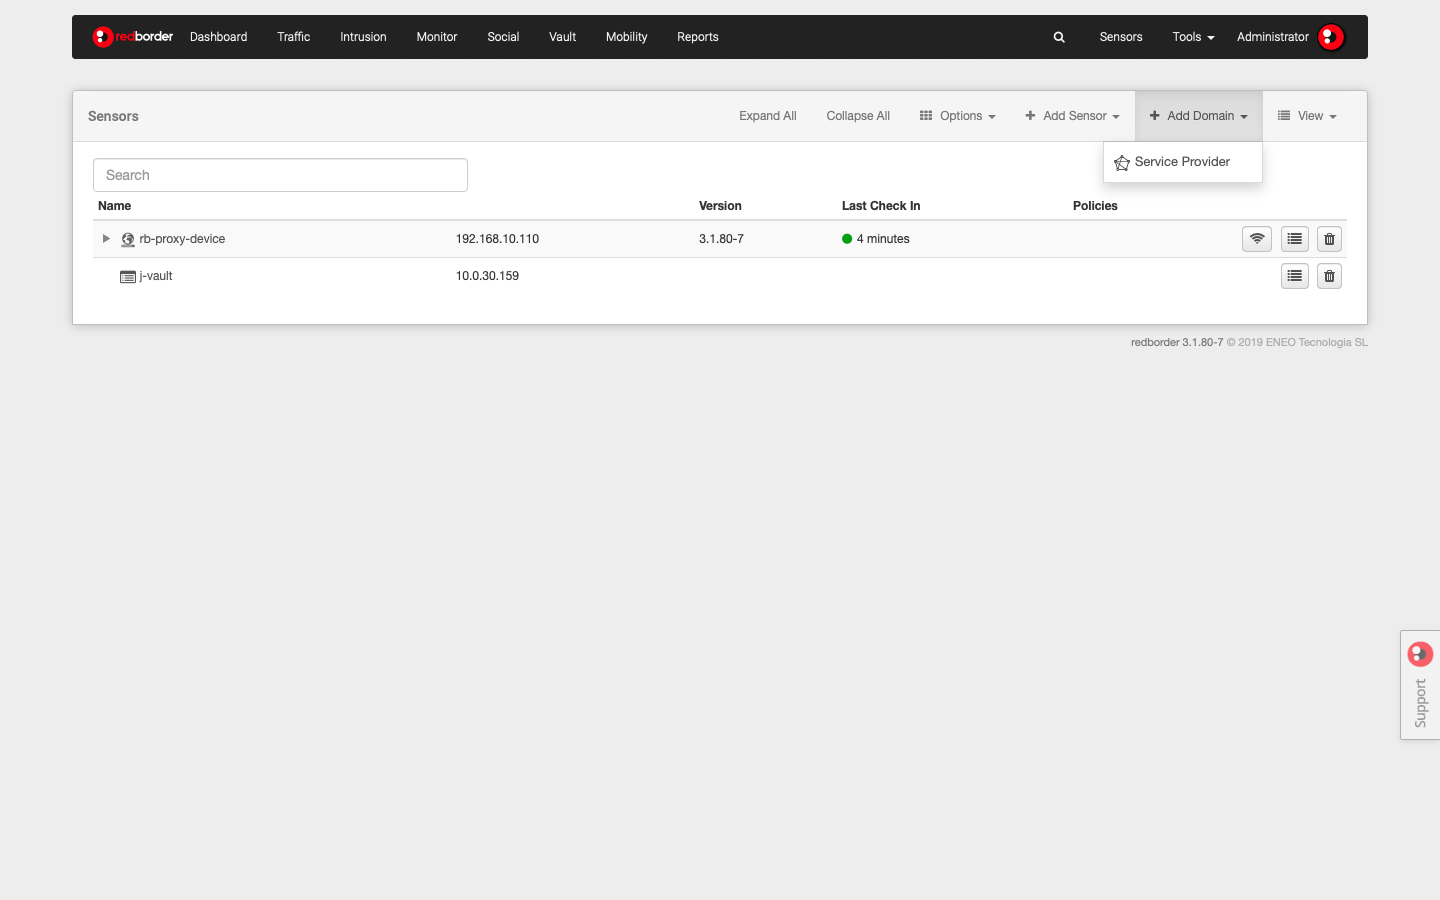 redborder Dashboard Traffic Intrusion Monitor Social Vault Mobility Reports Sensors Tools Administrator
Sensors Expand All Collapse All Options Add Sensor Add Domain View
Service Provider
Search
Name Version Last Check In Policies
rb-proxy-device 192.168.10.110 3.1.80-7 4 minutes
j-vault 10.0.30.159
redborder 3.1.80-7 © 2019 ENEO Tecnologia SL
Support